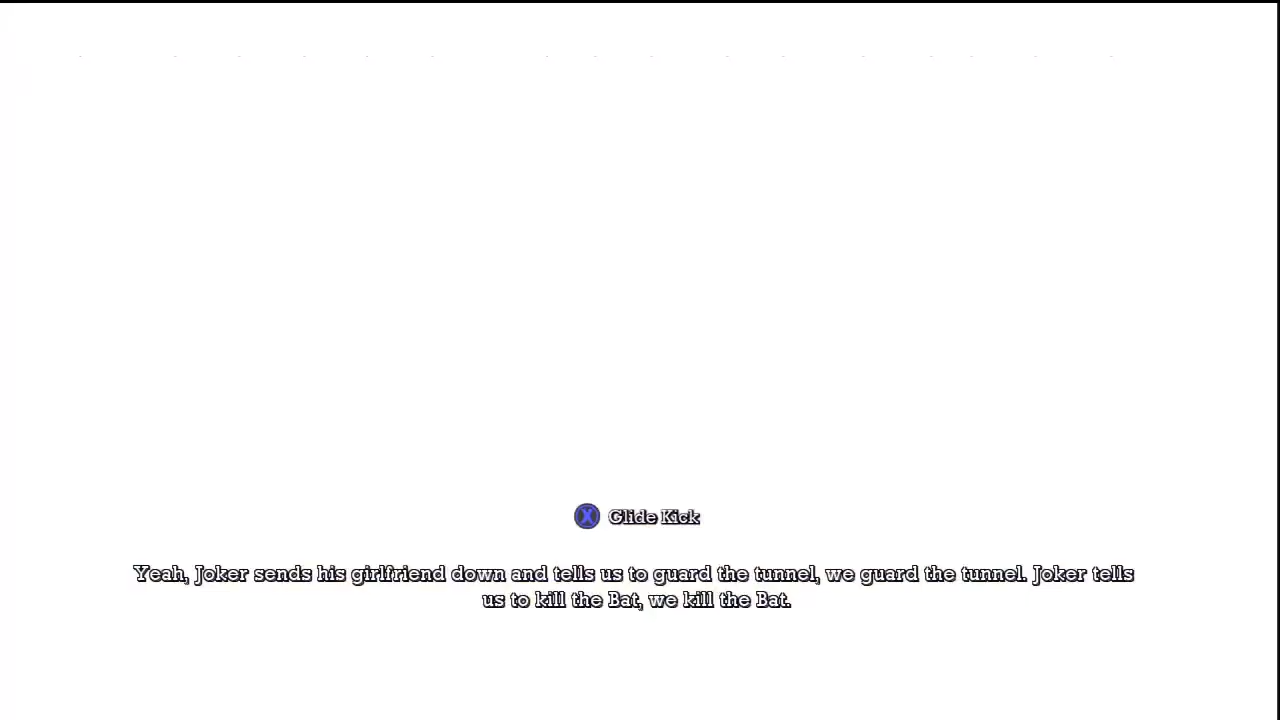 X Glide Kick
Yeah, Joker sends his girlfriend down and tells us to guard the tunnel, we guard the tunnel. Joker tells
us to kill the Bat, we kill the Bat.